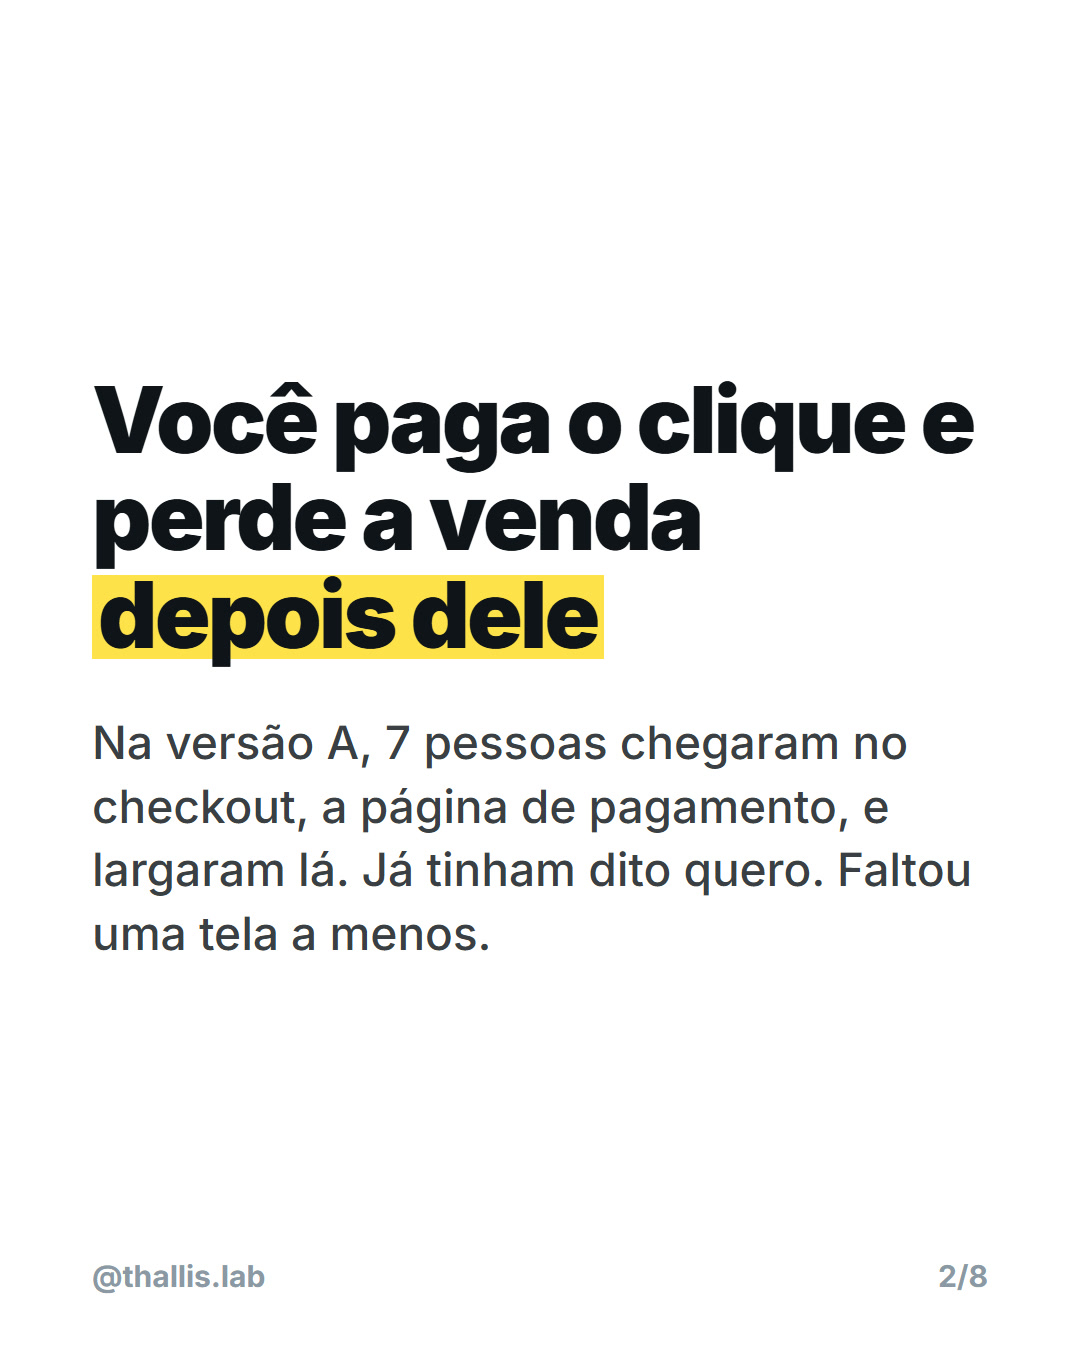 Você paga o clique e
perde a venda
depois dele
Na versão A, 7 pessoas chegaram no
checkout, a página de pagamento, e
largaram lá. Já tinham dito quero. Faltou
uma tela a menos.
@thallis.lab
2/8